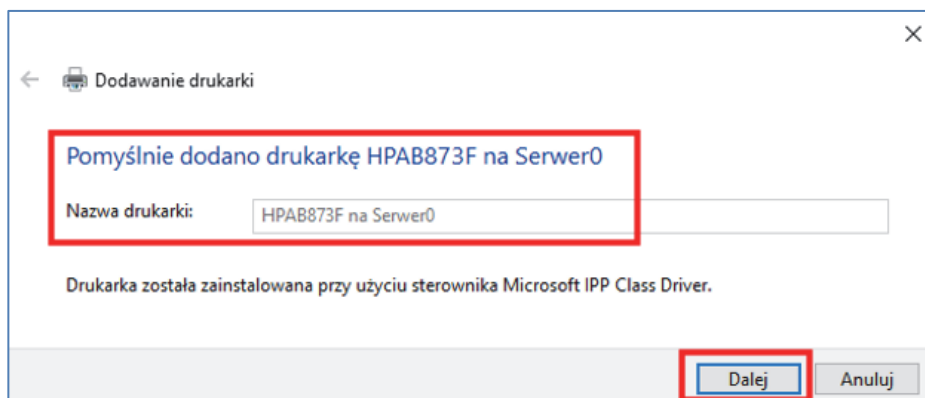 Dodawanie drukarki
Pomyślnie dodano drukarkę HPAB873F na Serwer0
Nazwa drukarki: HPAB873F na Serwer0
Drukarka została zainstalowana przy użyciu sterownika Microsoft IPP Class Driver.
Dalej Anuluj